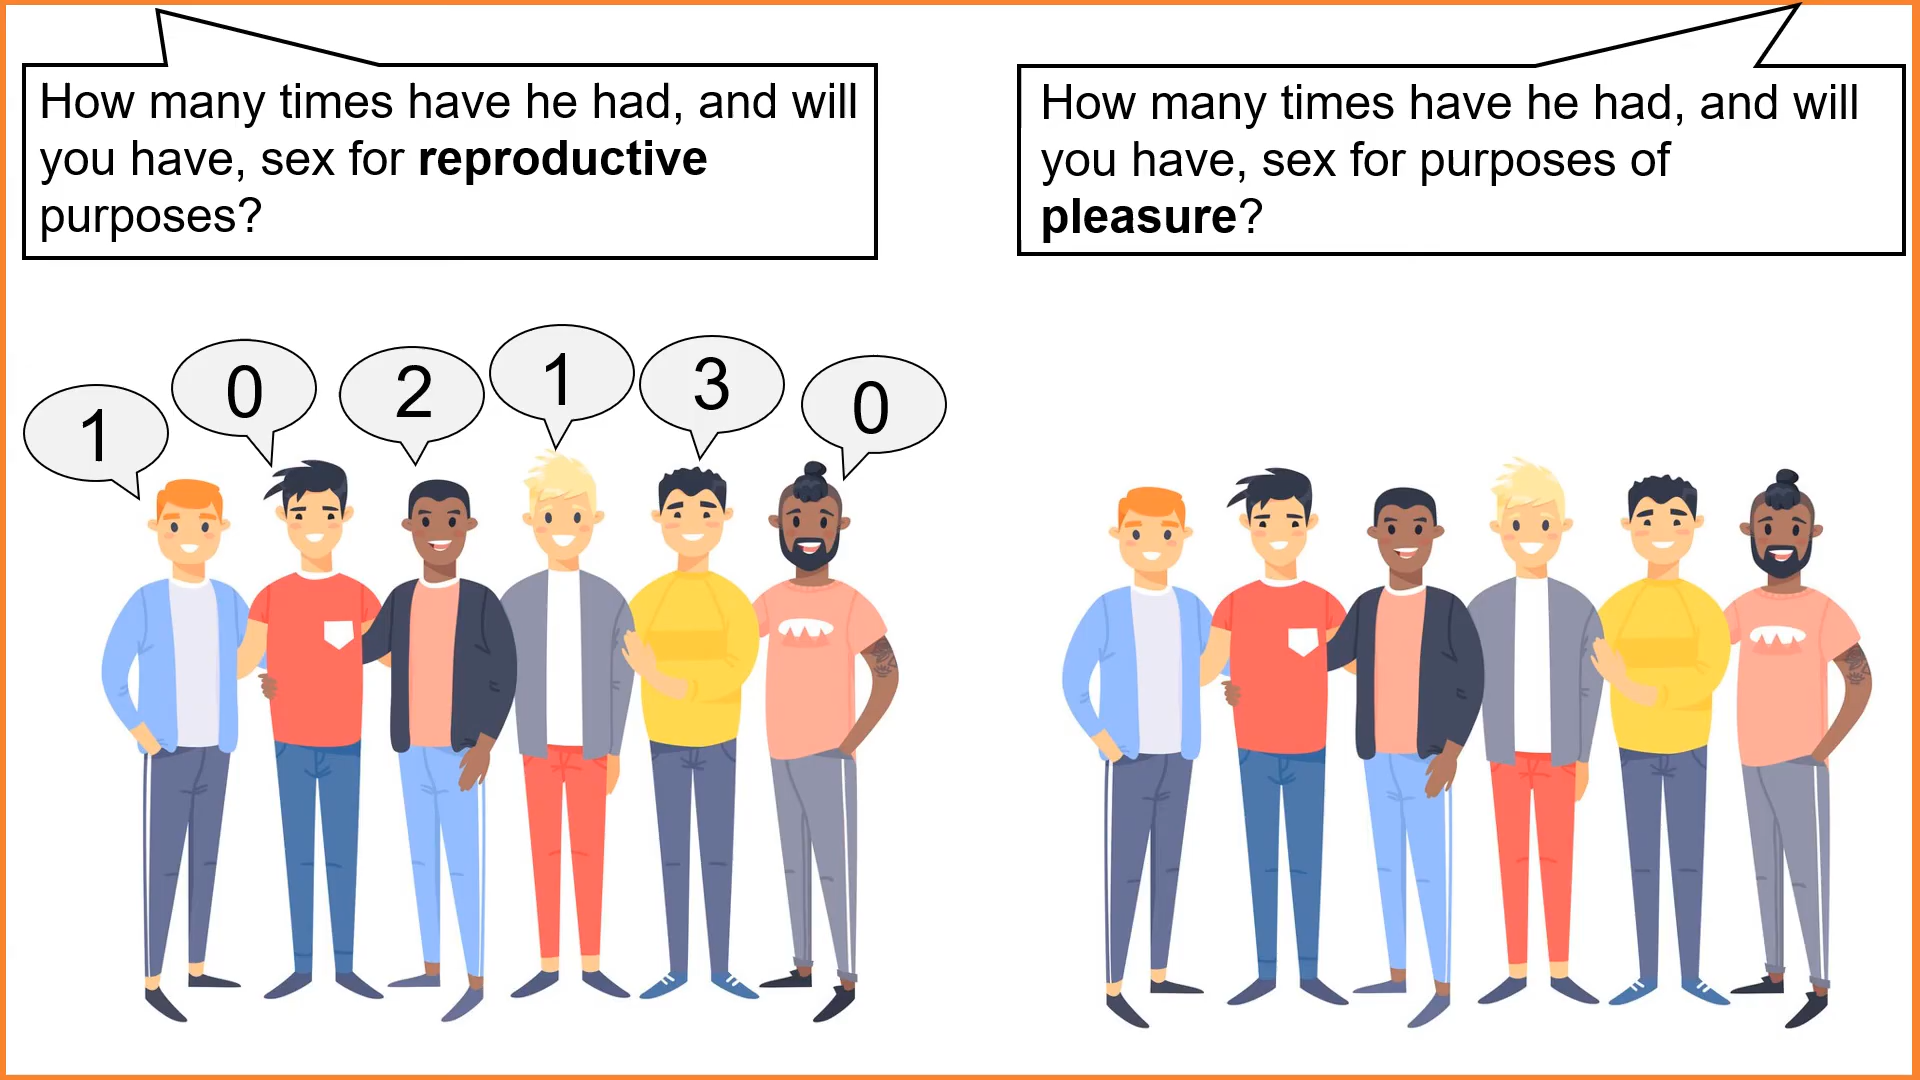 How many times have he had, and will
you have, sex for reproductive
purposes?
How many times have he had, and will
you have, sex for purposes of
pleasure?
1
0
2
1
3
0